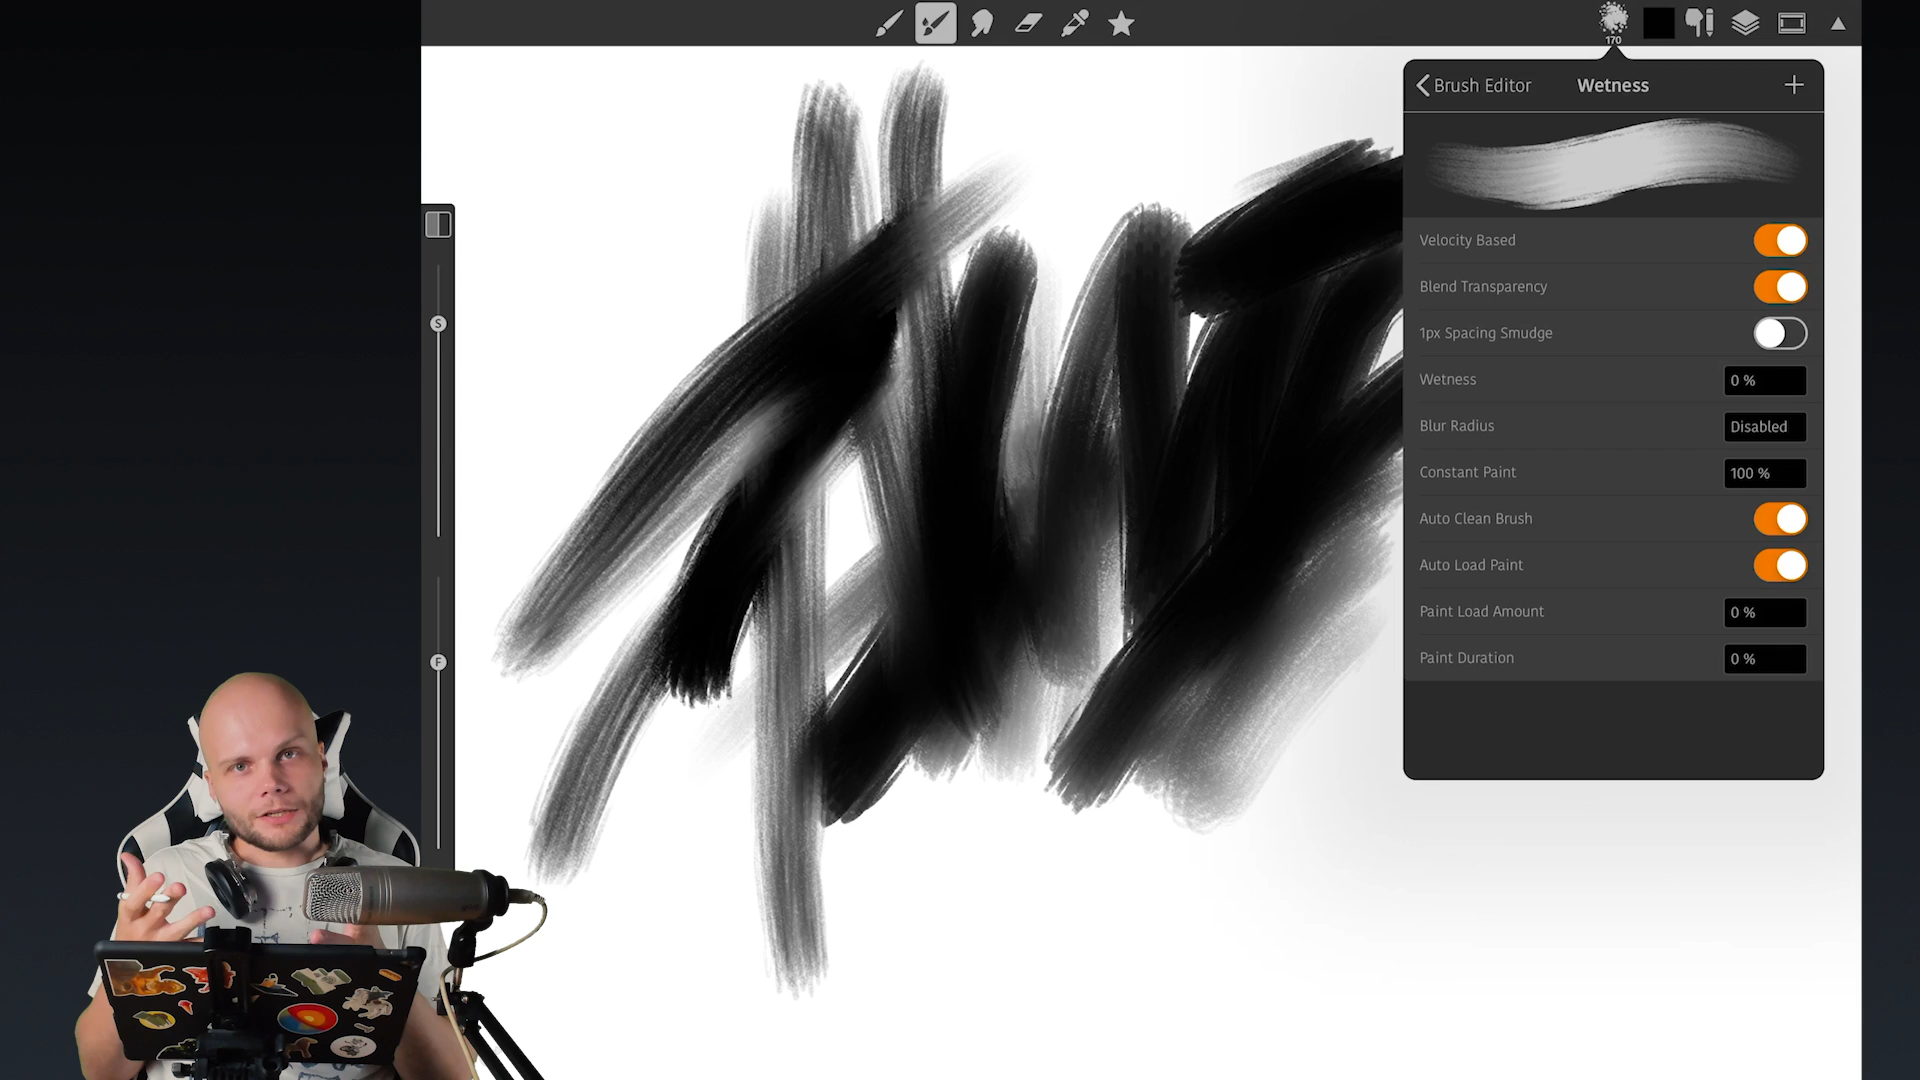 170
Brush Editor
Wetness
Velocity Based
Blend Transparency
1px Spacing Smudge
Wetness 0 %
Blur Radius Disabled
Constant Paint 100 %
Auto Clean Brush
Auto Load Paint
Paint Load Amount 0 %
Paint Duration 0 %
S
F